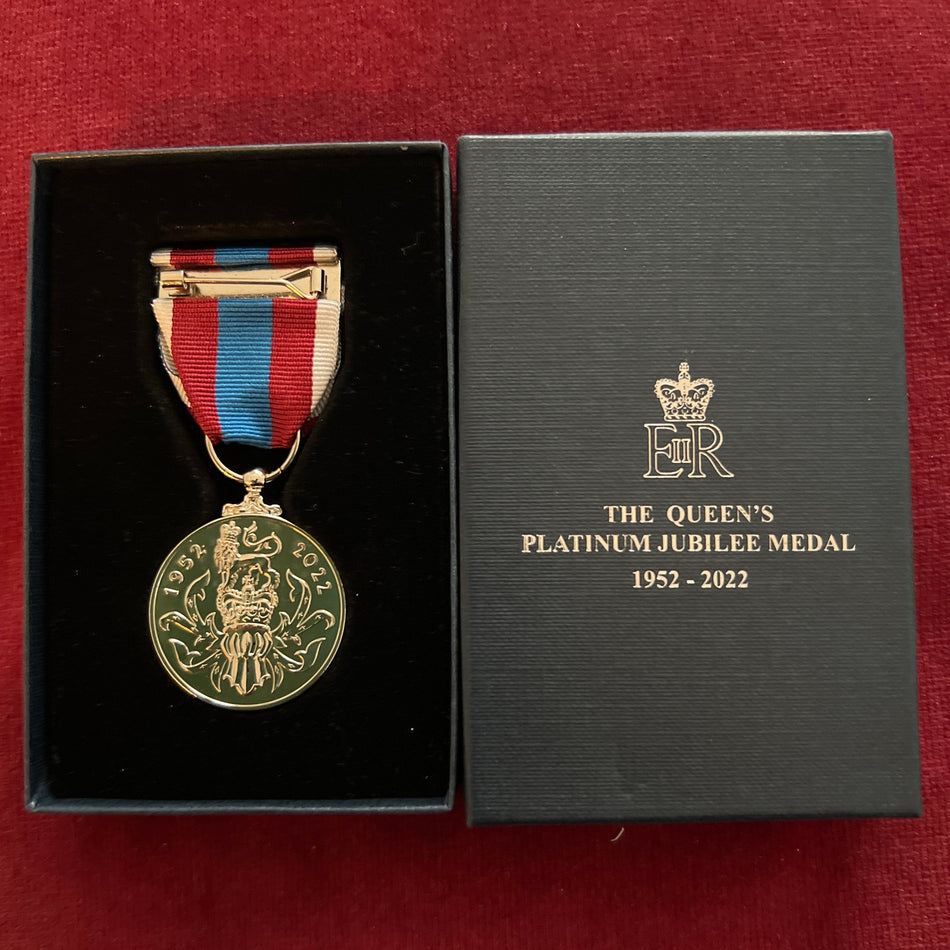 1952 2022
EIIR
THE QUEEN'S
PLATINUM JUBILEE MEDAL
1952 - 2022